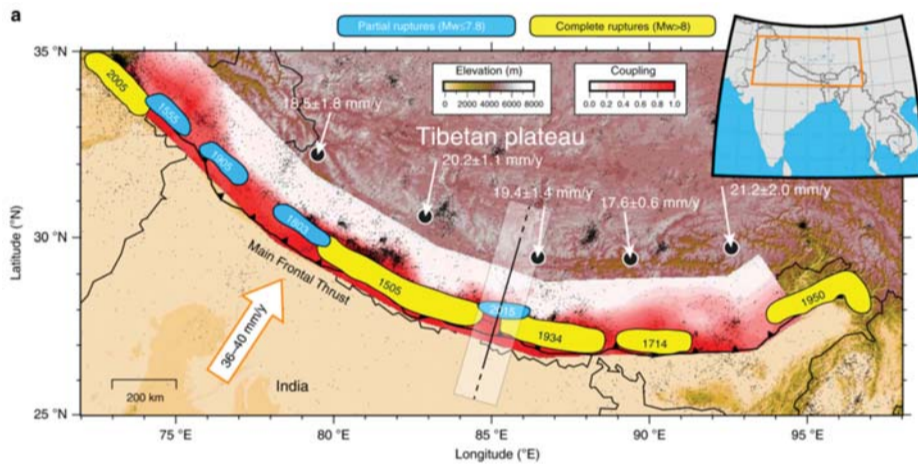 a
Partial ruptures (Mw≤7.8)
Complete ruptures (Mw>8)
35 °N
30 °N
25 °N
Latitude (°N)
Elevation (m)
0 2000 4000 6000 8000
Coupling
0.0 0.2 0.4 0.6 0.8 1.0
2005
1555
1905
1803
1505
2015
1934
1714
1950
18.5±1.8 mm/y
Tibetan plateau
20.2±1.1 mm/y
19.4±1.4 mm/y
17.6±0.6 mm/y
21.2±2.0 mm/y
Main Frontal Thrust
36–40 mm/y
India
200 km
75 °E
80 °E
85 °E
90 °E
95 °E
Longitude (°E)